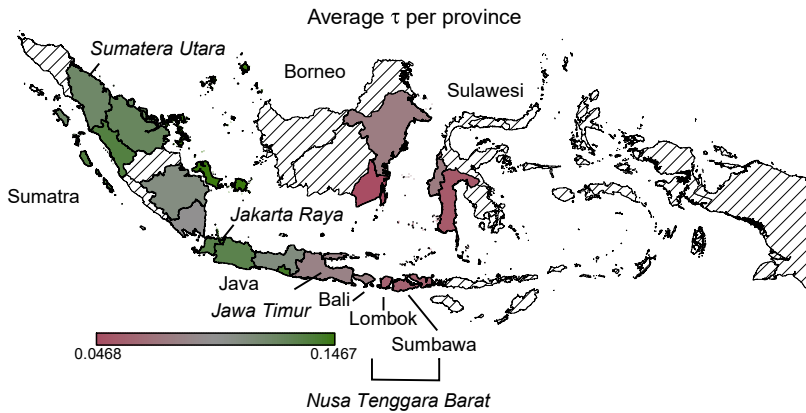 Average τ per province
Sumatera Utara
Borneo
Sulawesi
Sumatra
Jakarta Raya
Java
Jawa Timur
Bali
Lombok
Sumbawa
0.0468
0.1467
Nusa Tenggara Barat